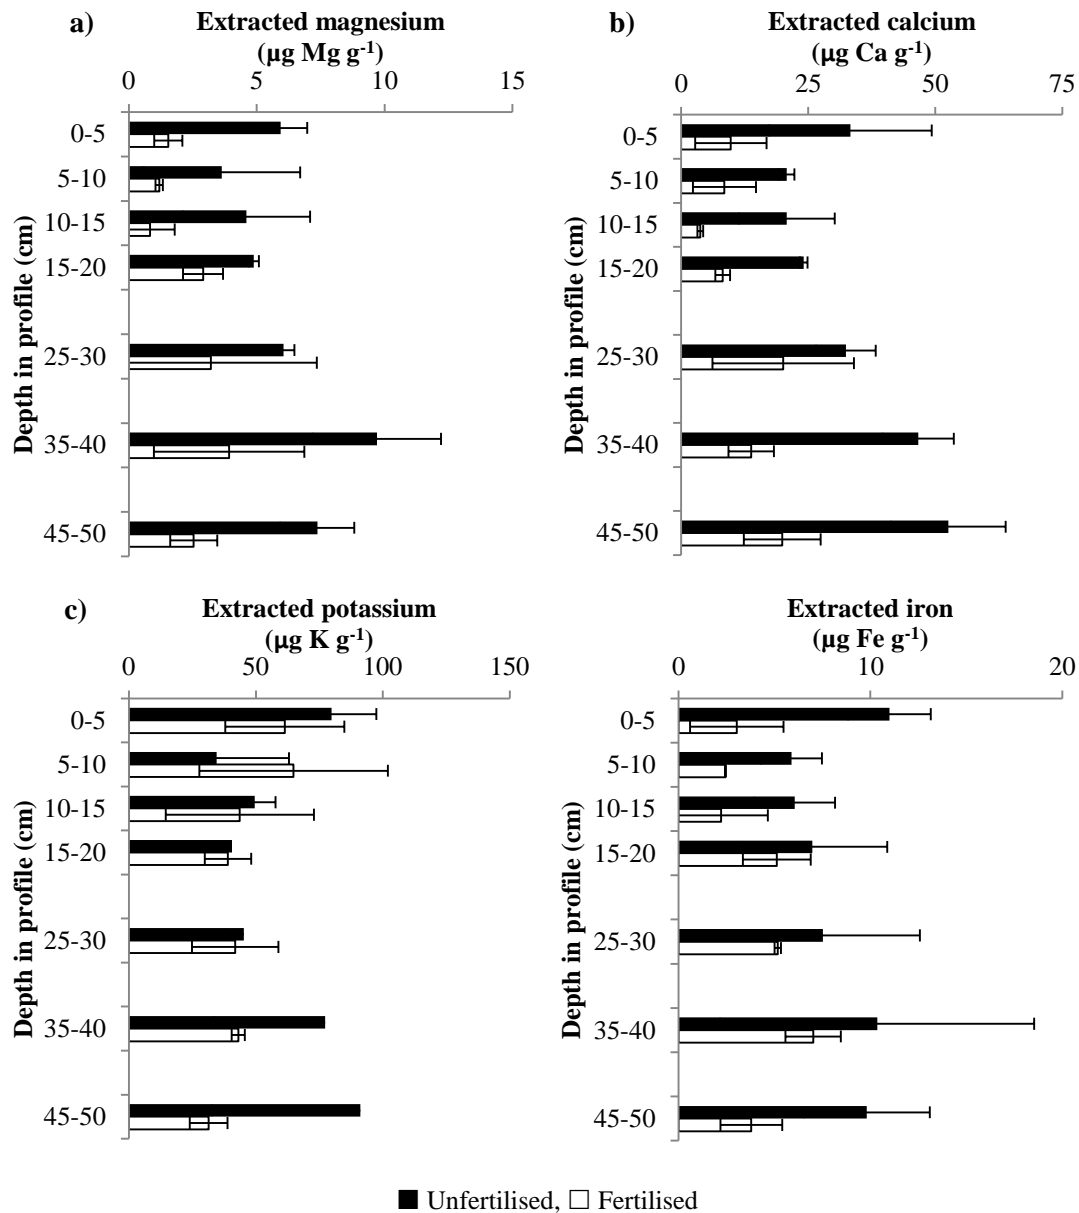 a)
Extracted magnesium
(µg Mg g-1)
0 5 10 15
Depth in profile (cm)
0-5
5-10
10-15
15-20
25-30
35-40
45-50
b)
Extracted calcium
(µg Ca g-1)
0 25 50 75
Depth in profile (cm)
0-5
5-10
10-15
15-20
25-30
35-40
45-50
c)
Extracted potassium
(µg K g-1)
0 50 100 150
Depth in profile (cm)
0-5
5-10
10-15
15-20
25-30
35-40
45-50
Extracted iron
(µg Fe g-1)
0 10 20
Depth in profile (cm)
0-5
5-10
10-15
15-20
25-30
35-40
45-50
Unfertilised, Fertilised